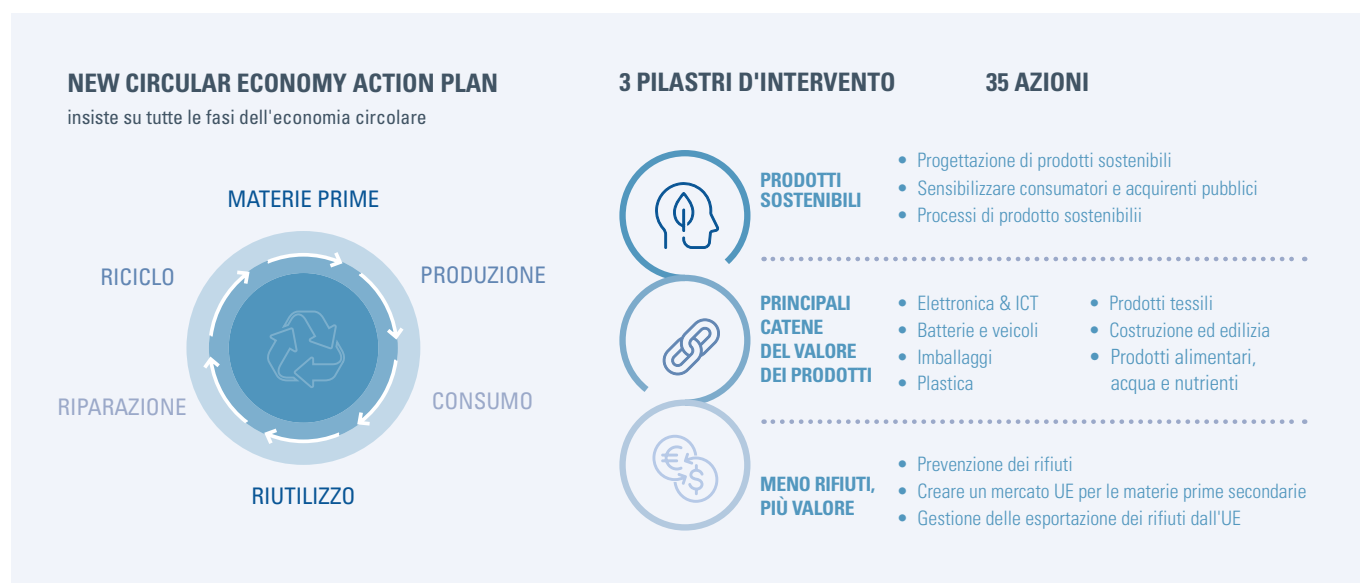 NEW CIRCULAR ECONOMY ACTION PLAN
insiste su tutte le fasi dell'economia circolare
MATERIE PRIME
PRODUZIONE
CONSUMO
RIUTILIZZO
RIPARAZIONE
RICICLO
3 PILASTRI D'INTERVENTO
35 AZIONI
PRODOTTI
SOSTENIBILI
• Progettazione di prodotti sostenibili
• Sensibilizzare consumatori e acquirenti pubblici
• Processi di prodotto sostenibilii
PRINCIPALI
CATENE
DEL VALORE
DEI PRODOTTI
• Elettronica & ICT
• Batterie e veicoli
• Imballaggi
• Plastica
• Prodotti tessili
• Costruzione ed edilizia
• Prodotti alimentari,
acqua e nutrienti
€
$
MENO RIFIUTI,
PIÙ VALORE
• Prevenzione dei rifiuti
• Creare un mercato UE per le materie prime secondarie
• Gestione delle esportazione dei rifiuti dall'UE